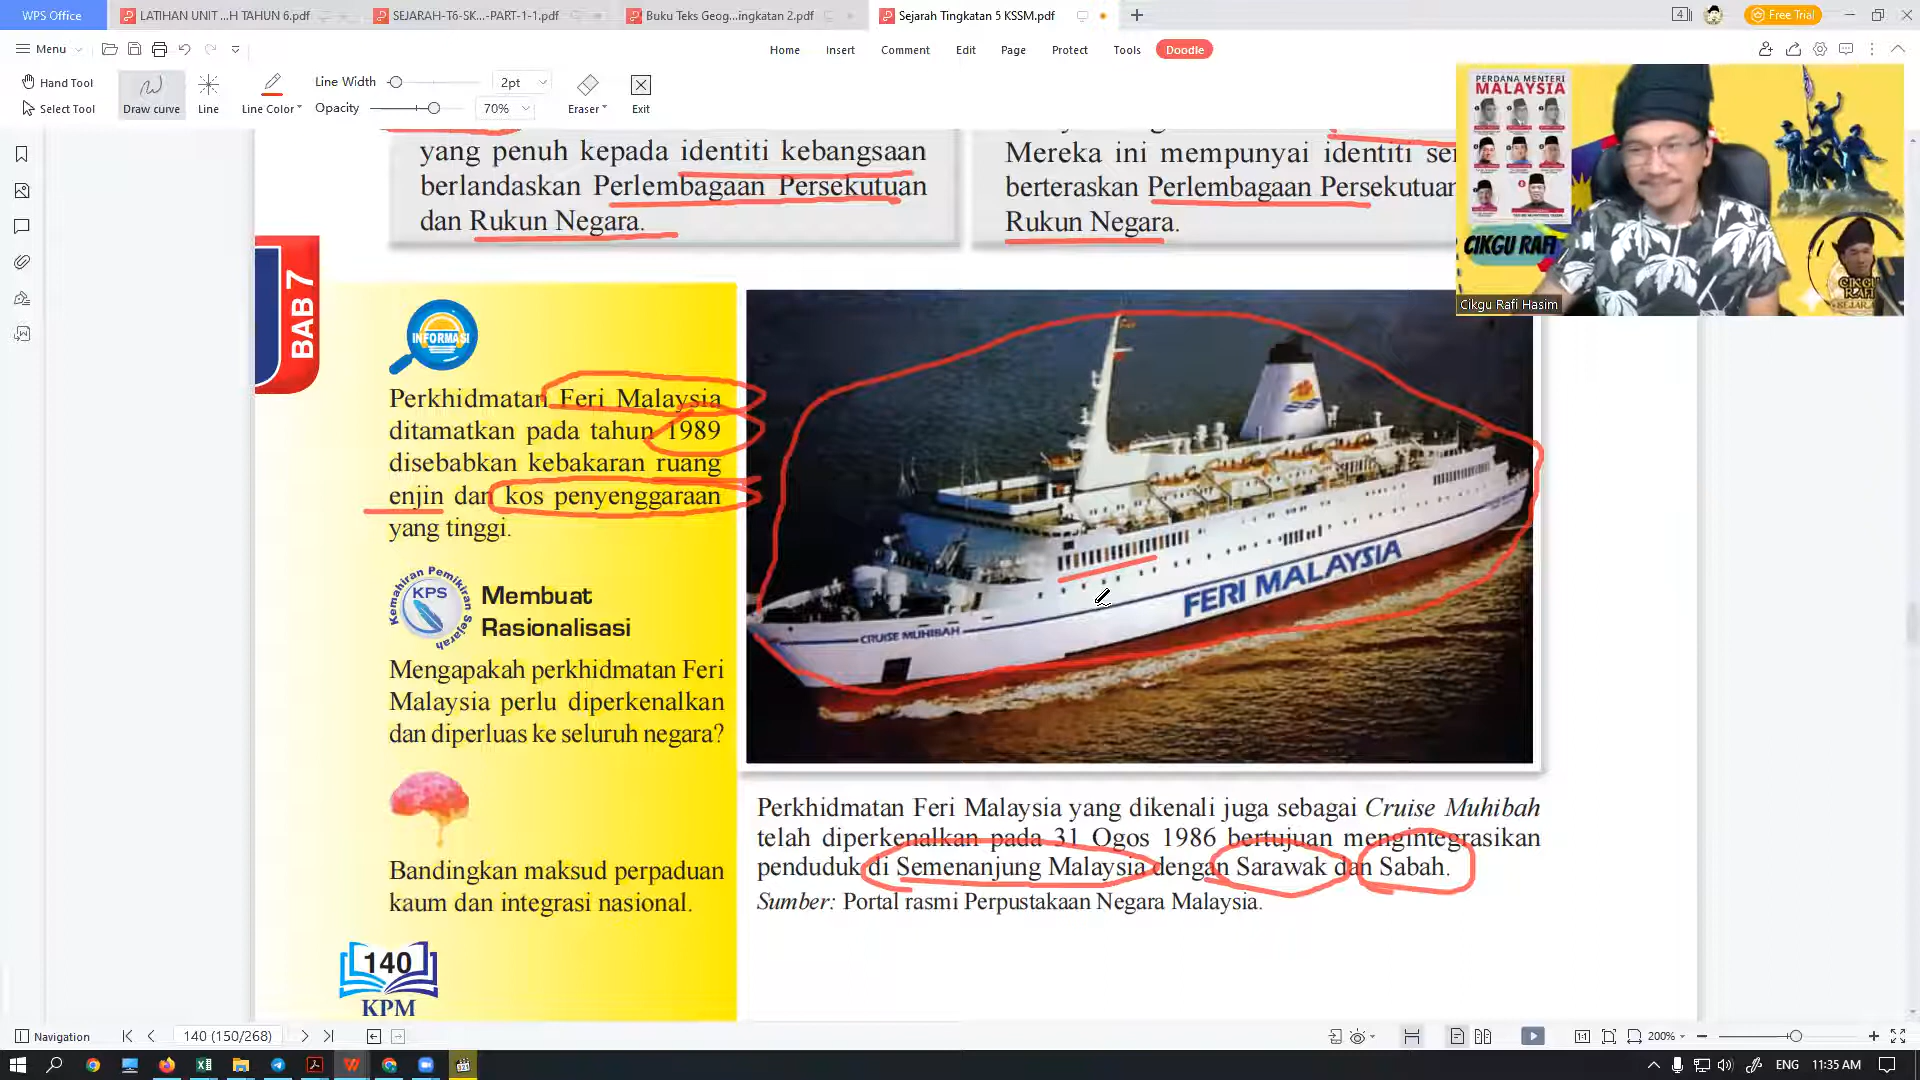 WPS Office
LATIHAN UNIT ...H TAHUN 6.pdf
SEJARAH-T6-SK...-PART-1-1.pdf
Buku Teks Geog...ingkatan 2.pdf
Sejarah Tingkatan 5 KSSM.pdf
Free Trial
Menu
Home
Insert
Comment
Edit
Page
Protect
Tools
Doodle
Hand Tool
Select Tool
Draw curve
Line
Line Color
Line Width
2pt
Opacity
70%
Eraser
Exit
yang penuh kepada identiti kebangsaan
berlandaskan Perlembagaan Persekutuan
dan Rukun Negara.
Mereka ini mempunyai identiti se
berteraskan Perlembagaan Persekutuan
Rukun Negara.
PERDANA MENTERI
MALAYSIA
CIKGU RAFI
CIKGU
RAFI
Cikgu Rafi Hasim
BAB 7
INFORMASI
Perkhidmatan Feri Malaysia
ditamatkan pada tahun 1989
disebabkan kebakaran ruang
enjin dan kos penyenggaraan
yang tinggi.
Kemahiran Pemikiran Sejarah
KPS
Membuat
Rasionalisasi
Mengapakah perkhidmatan Feri
Malaysia perlu diperkenalkan
dan diperluas ke seluruh negara?
Bandingkan maksud perpaduan
kaum dan integrasi nasional.
140
KPM
CRUISE MUHIBAH
FERI MALAYSIA
Perkhidmatan Feri Malaysia yang dikenali juga sebagai Cruise Muhibah
telah diperkenalkan pada 31 Ogos 1986 bertujuan mengintegrasikan
penduduk di Semenanjung Malaysia dengan Sarawak dan Sabah.
Sumber: Portal rasmi Perpustakaan Negara Malaysia.
Navigation
140 (150/268)
200%
ENG
11:35 AM